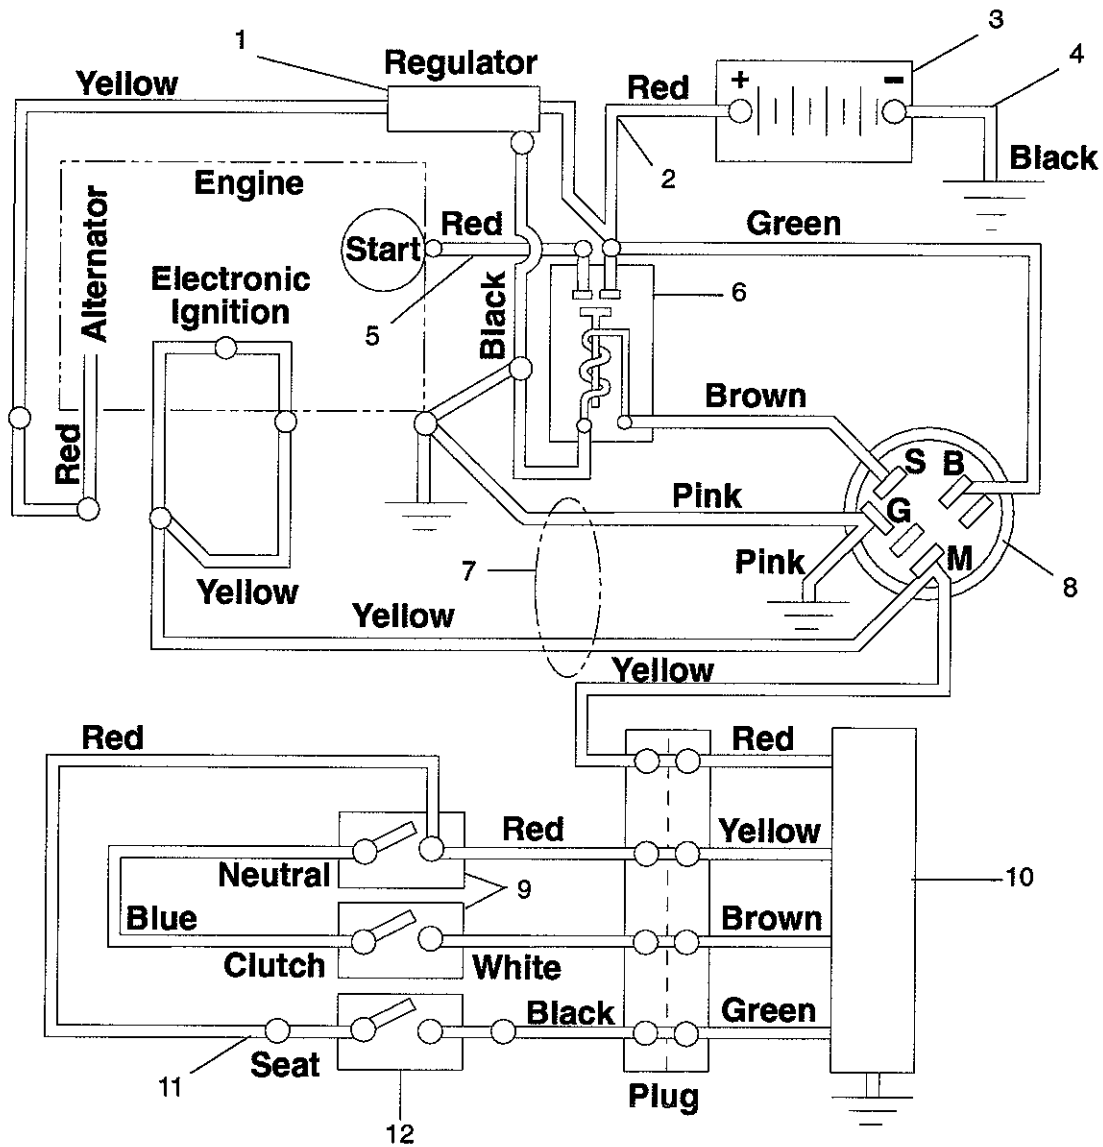 1
3
4
Regulator
Yellow
Red
+
-
2
Black
Engine
Alternator
Start
Red
Green
Electronic
Ignition
5
Black
6
Brown
Red
S
B
G
M
Pink
Pink
7
8
Yellow
Yellow
Yellow
Red
Red
Red
Yellow
Neutral
9
10
Blue
Brown
Clutch
White
Black
Green
11
Seat
12
Plug